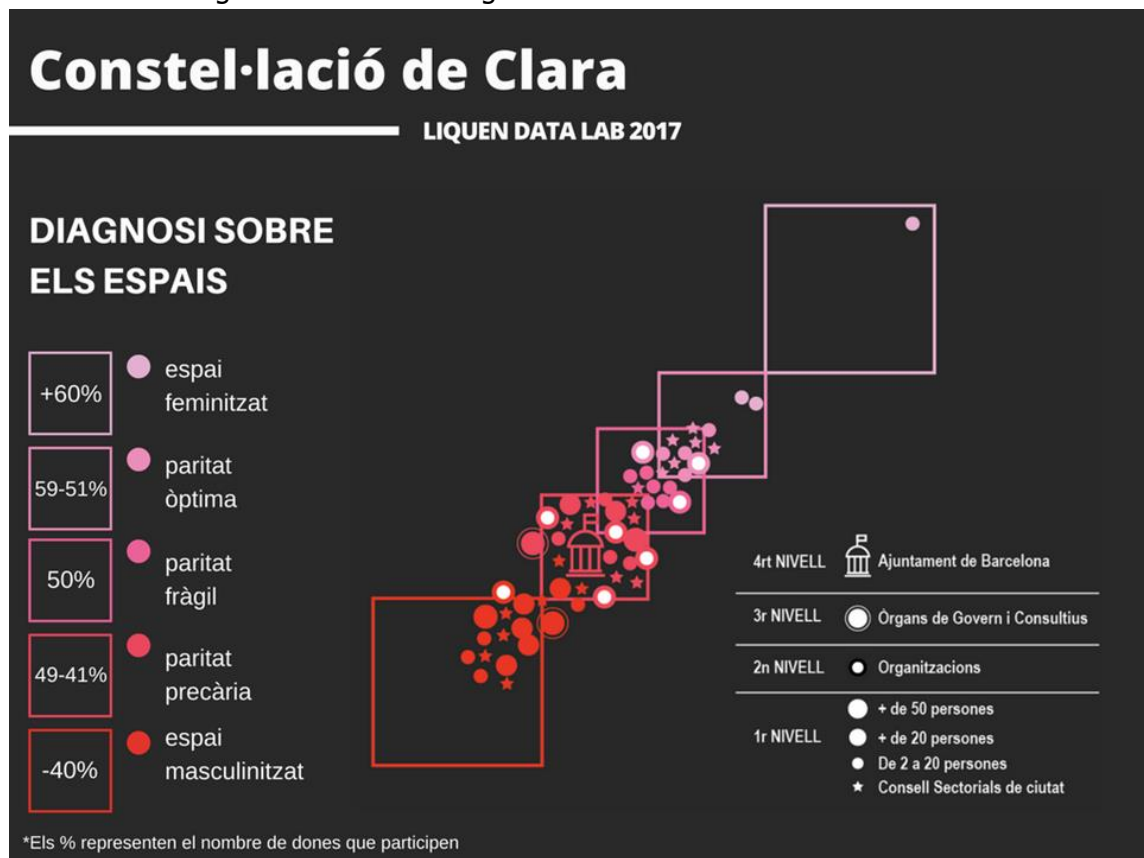 Constel·lació de Clara
LIQUEN DATA LAB 2017
DIAGNOSI SOBRE
ELS ESPAIS
+60%
espai
feminitzat
59-51%
paritat
òptima
50%
paritat
fràgil
49-41%
paritat
precària
-40%
espai
masculinitzat
4rt NIVELL
Ajuntament de Barcelona
3r NIVELL
Òrgans de Govern i Consultius
2n NIVELL
Organitzacions
1r NIVELL
+ de 50 persones
+ de 20 persones
De 2 a 20 persones
Consell Sectorials de ciutat
*Els % representen el nombre de dones que participen